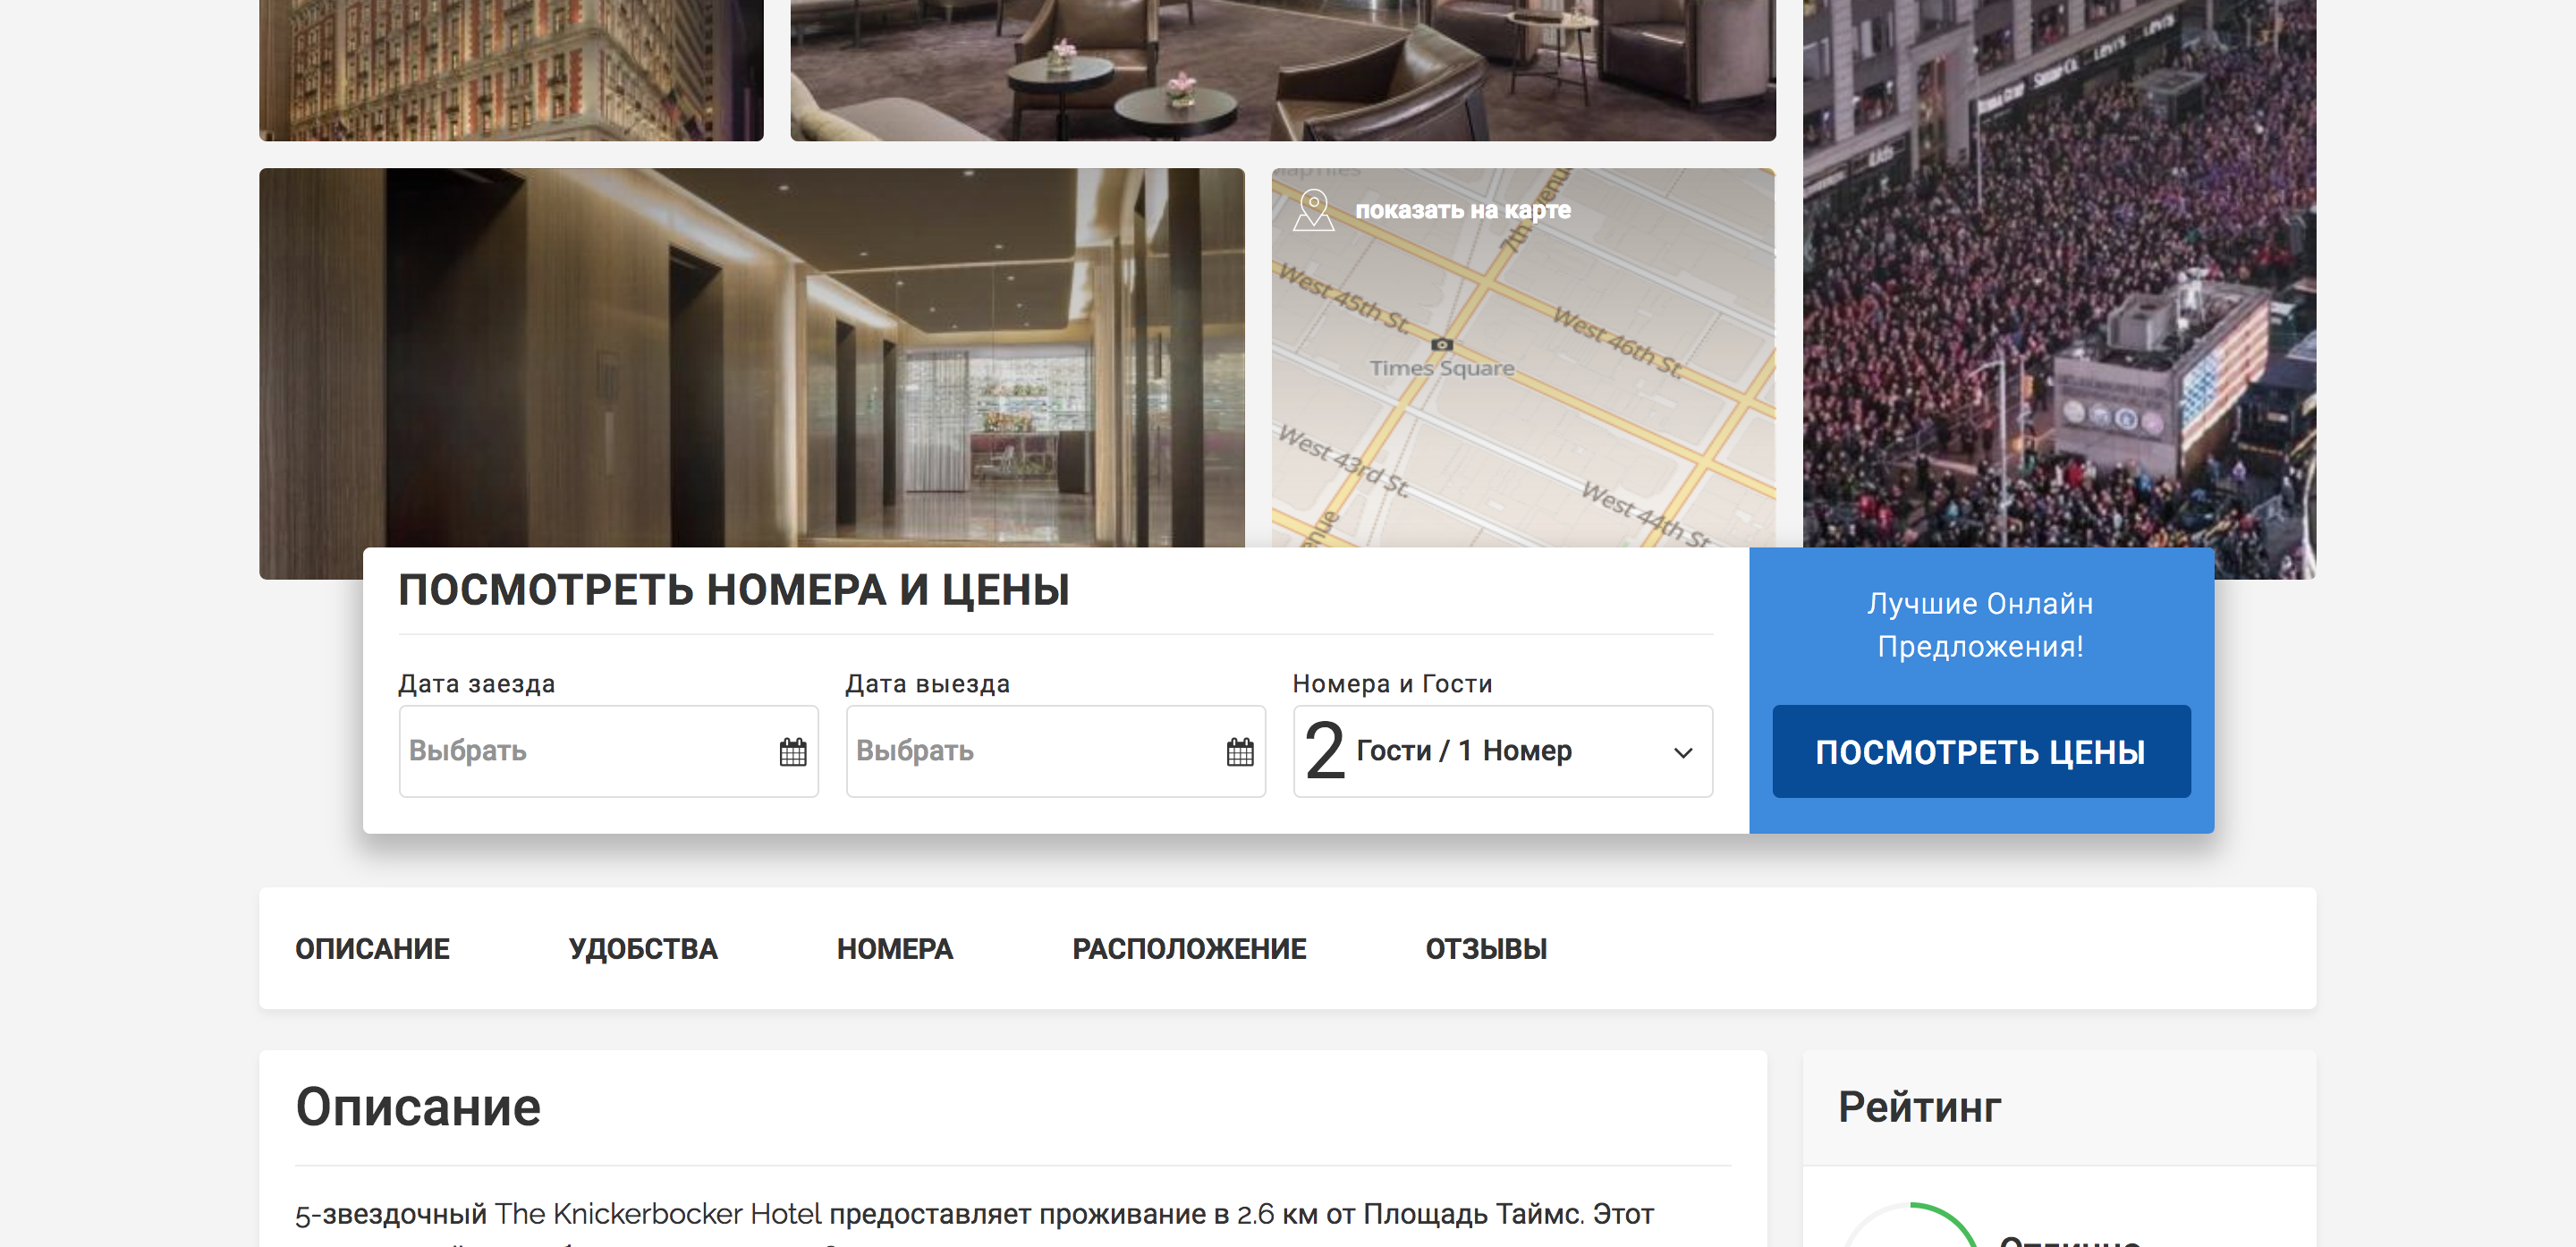 LEVI'S
показать на карте
7th
West 45th St.
West 46th St.
Times Square
West 43rd St.
West 44th St.
ПОСМОТРЕТЬ НОМЕРА И ЦЕНЫ
Лучшие Онлайн
Предложения!
Дата заезда
Дата выезда
Номера и Гости
Выбрать
Выбрать
2 Гости / 1 Номер
ПОСМОТРЕТЬ ЦЕНЫ
ОПИСАНИЕ УДОБСТВА НОМЕРА РАСПОЛОЖЕНИЕ ОТЗЫВЫ
Описание
Рейтинг
5-звездочный The Knickerbocker Hotel предоставляет проживание в 2.6 км от Площадь Таймс. Этот